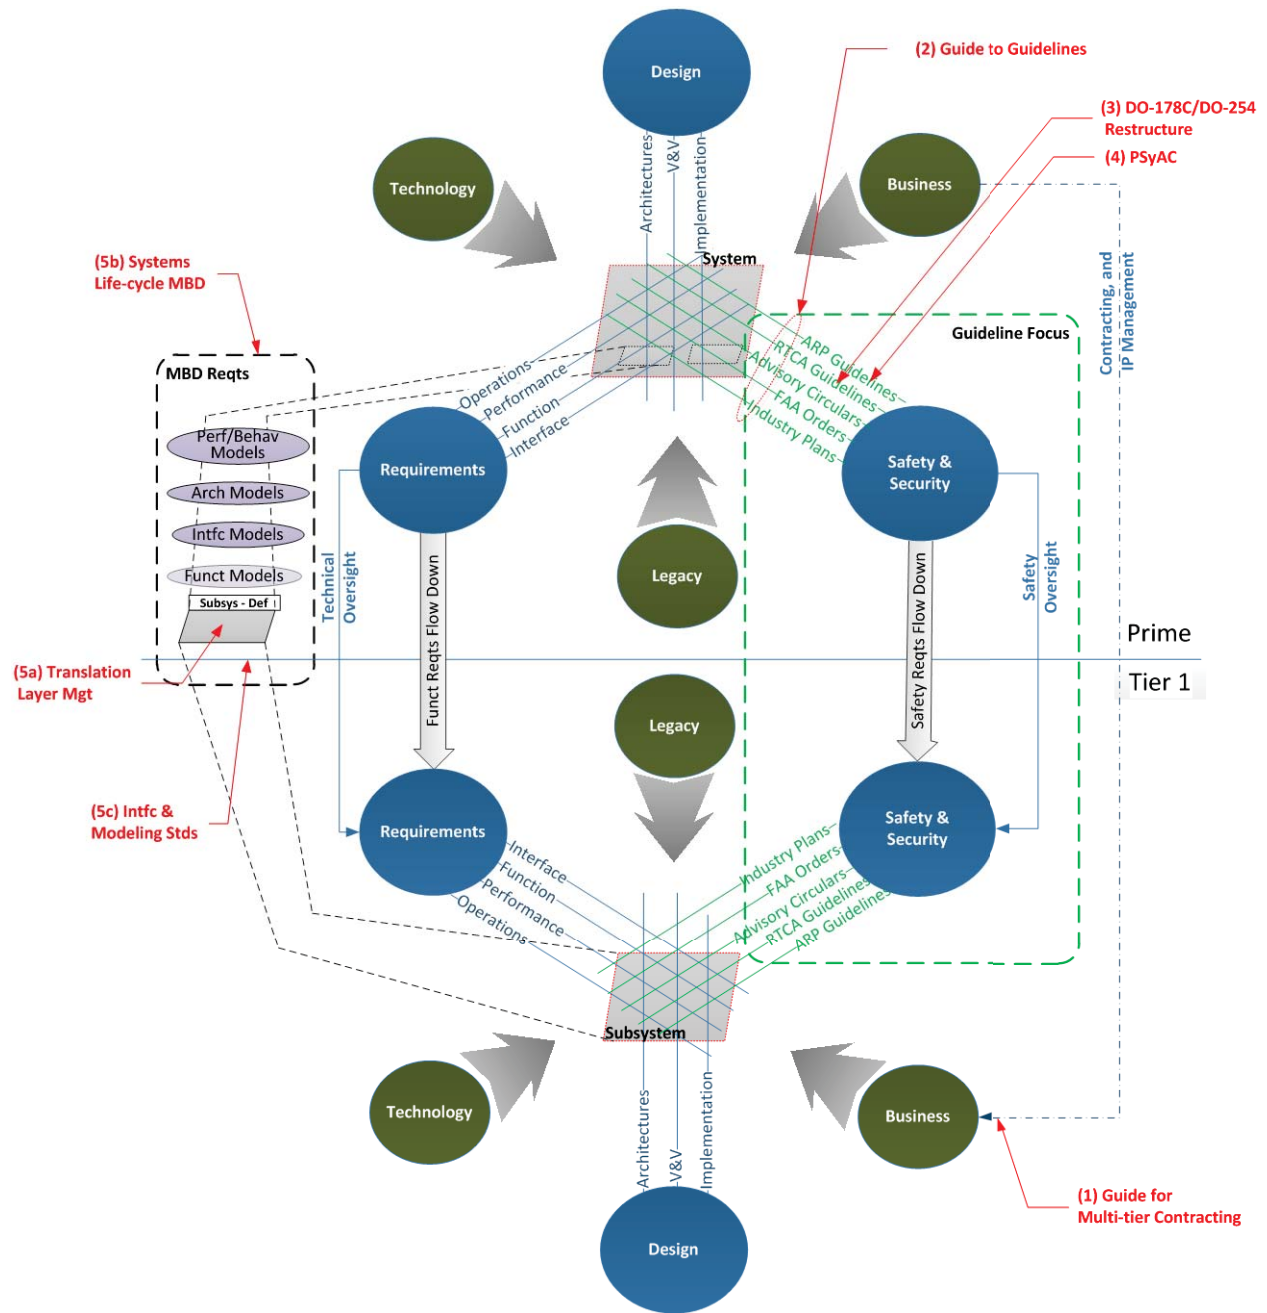 (2) Guide to Guidelines
Design
(3) DO-178C/DO-254
Restructure
(4) PSyAC
Technology
Business
Architectures
V&V
Implementation
System
(5b) Systems
Life-cycle MBD
Contracting, and
IP Management
Guideline Focus
MBD Reqts
Operations
Performance
Function
Interface
ARP Guidelines
RTCA Guidelines
Advisory Circulars
FAA Orders
Industry Plans
Perf/Behav
Models
Arch Models
Intfc Models
Funct Models
Subsys - Def
Requirements
Safety &
Security
Technical
Oversight
Funct Reqts Flow Down
Legacy
Safety Reqts Flow Down
Safety
Oversight
Prime
Tier 1
(5a) Translation
Layer Mgt
Legacy
(5c) Intfc &
Modeling Stds
Requirements
Safety &
Security
Interface
Function
Performance
Operations
Industry Plans
FAA Orders
Advisory Circulars
RTCA Guidelines
ARP Guidelines
Subsystem
Technology
Business
Architectures
V&V
Implementation
(1) Guide for
Multi-tier Contracting
Design